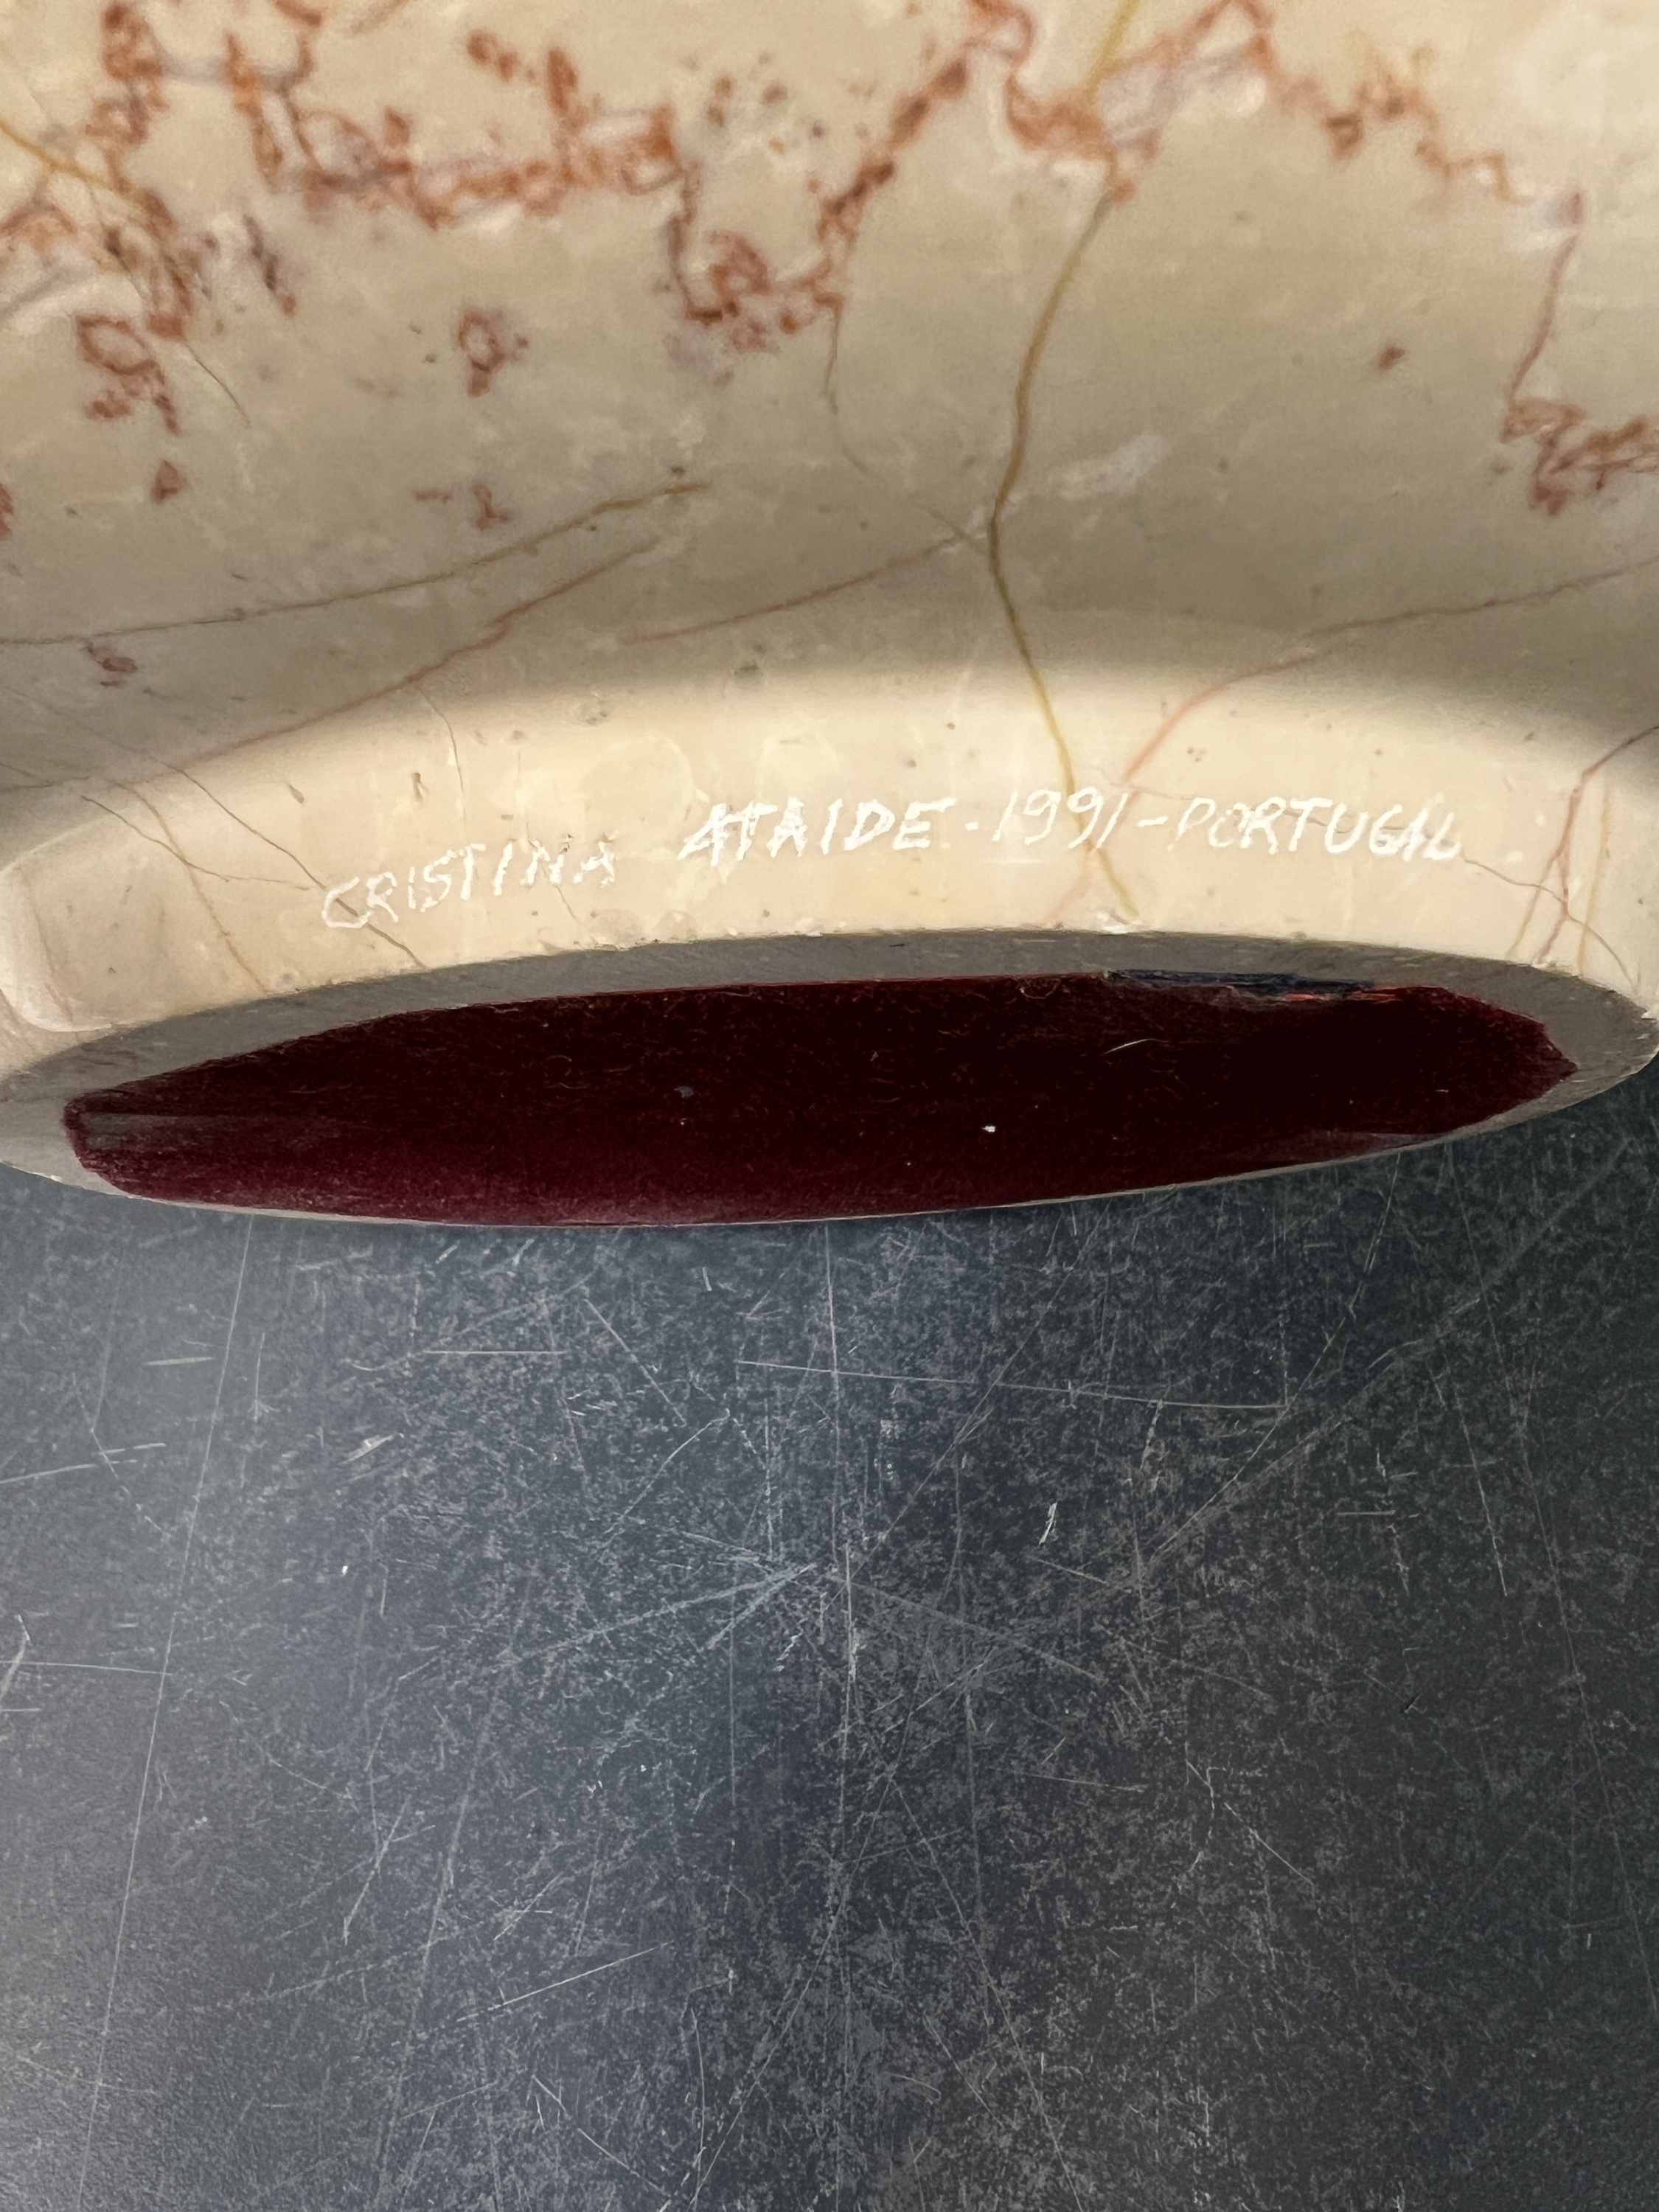 CRISTINA ATAIDE - 1991 - PORTUGAL